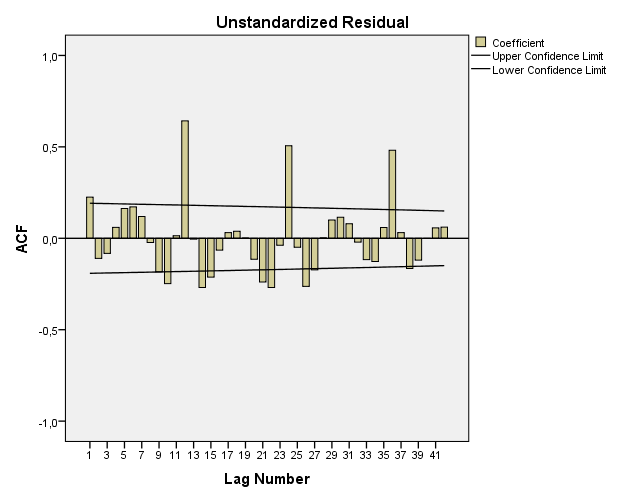 Unstandardized Residual
Coefficient
Upper Confidence Limit
Lower Confidence Limit
1,0
0,5
0,0
-0,5
-1,0
ACF
1 3 5 7 9 11 13 15 17 19 21 23 25 27 29 31 33 35 37 39 41
Lag Number